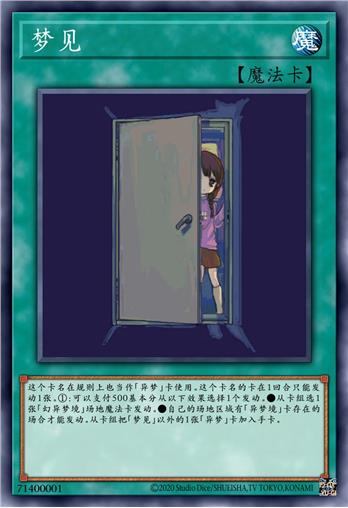 梦见
魔
【魔法卡】
这个卡名在规则上也当作「异梦」卡使用。这个卡名的卡在1回合只能发
动1张。①:可以支付500基本分从以下效果选择1个发动。●从卡组选1
张「幻异梦境」场地魔法卡发动。●自己的场地区域有「异梦境」卡存在的
场合才能发动。从卡组把「梦见」以外的1张「异梦」卡加入手卡。
71400001
©2020 Studio Dice/SHUEISHA,TV TOKYO,KONAMI